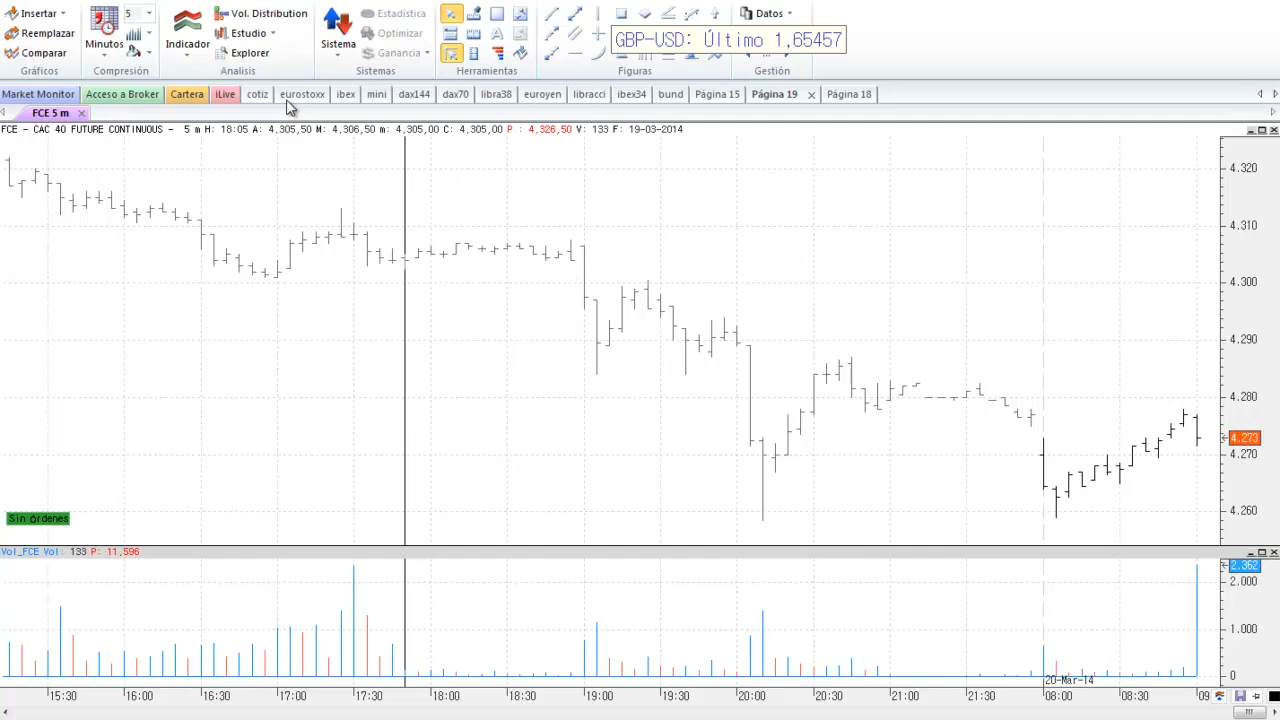 Insertar
5
Vol. Distribution
Estadística
Datos
Reemplazar
Estudio
Optimizar
GBP-USD: Último 1,65457
Comparar
Minutos
Indicador
Explorer
Sistema
Ganancia
Gráficos
Compresión
Analisis
Sistemas
Herramientas
Figuras
Gestión
Market Monitor
Acceso a Broker
Cartera
iLive
cotiz
eurostoxx
ibex
mini
dax144
dax70
libra38
euroyen
libracci
ibex34
bund
Página 15
Página 19
Página 18
FCE 5 m
FCE - CAC 40 FUTURE CONTINUOUS - 5 m H: 18:05 A: 4.305,50 M: 4.306,50 m: 4.305,00 C: 4.305,00 P : 4.326,50 V: 133 F: 19-03-2014
4.320
4.310
4.300
4.290
4.280
4.273
4.270
4.260
Sin órdenes
Vol_FCE Vol: 133 P: 11,596
2.362
2.000
1.000
0
20-Mar-14
15:30 16:00 16:30 17:00 17:30 18:00 18:30 19:00 19:30 20:00 20:30 21:00 21:30 08:00 08:30 09